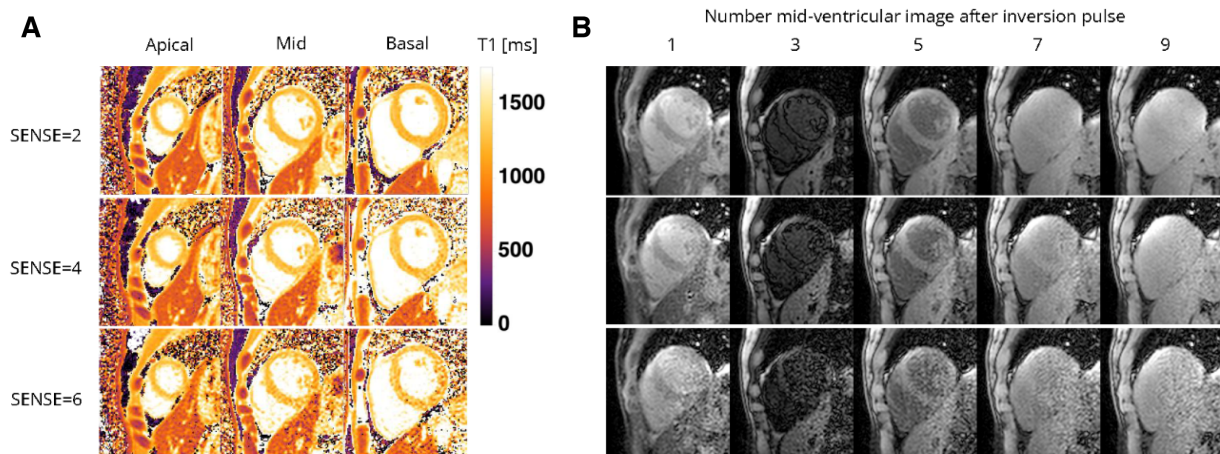 A
Apical Mid Basal T1 [ms]
SENSE=2
SENSE=4
SENSE=6
1500
1000
500
0
B
Number mid-ventricular image after inversion pulse
1 3 5 7 9